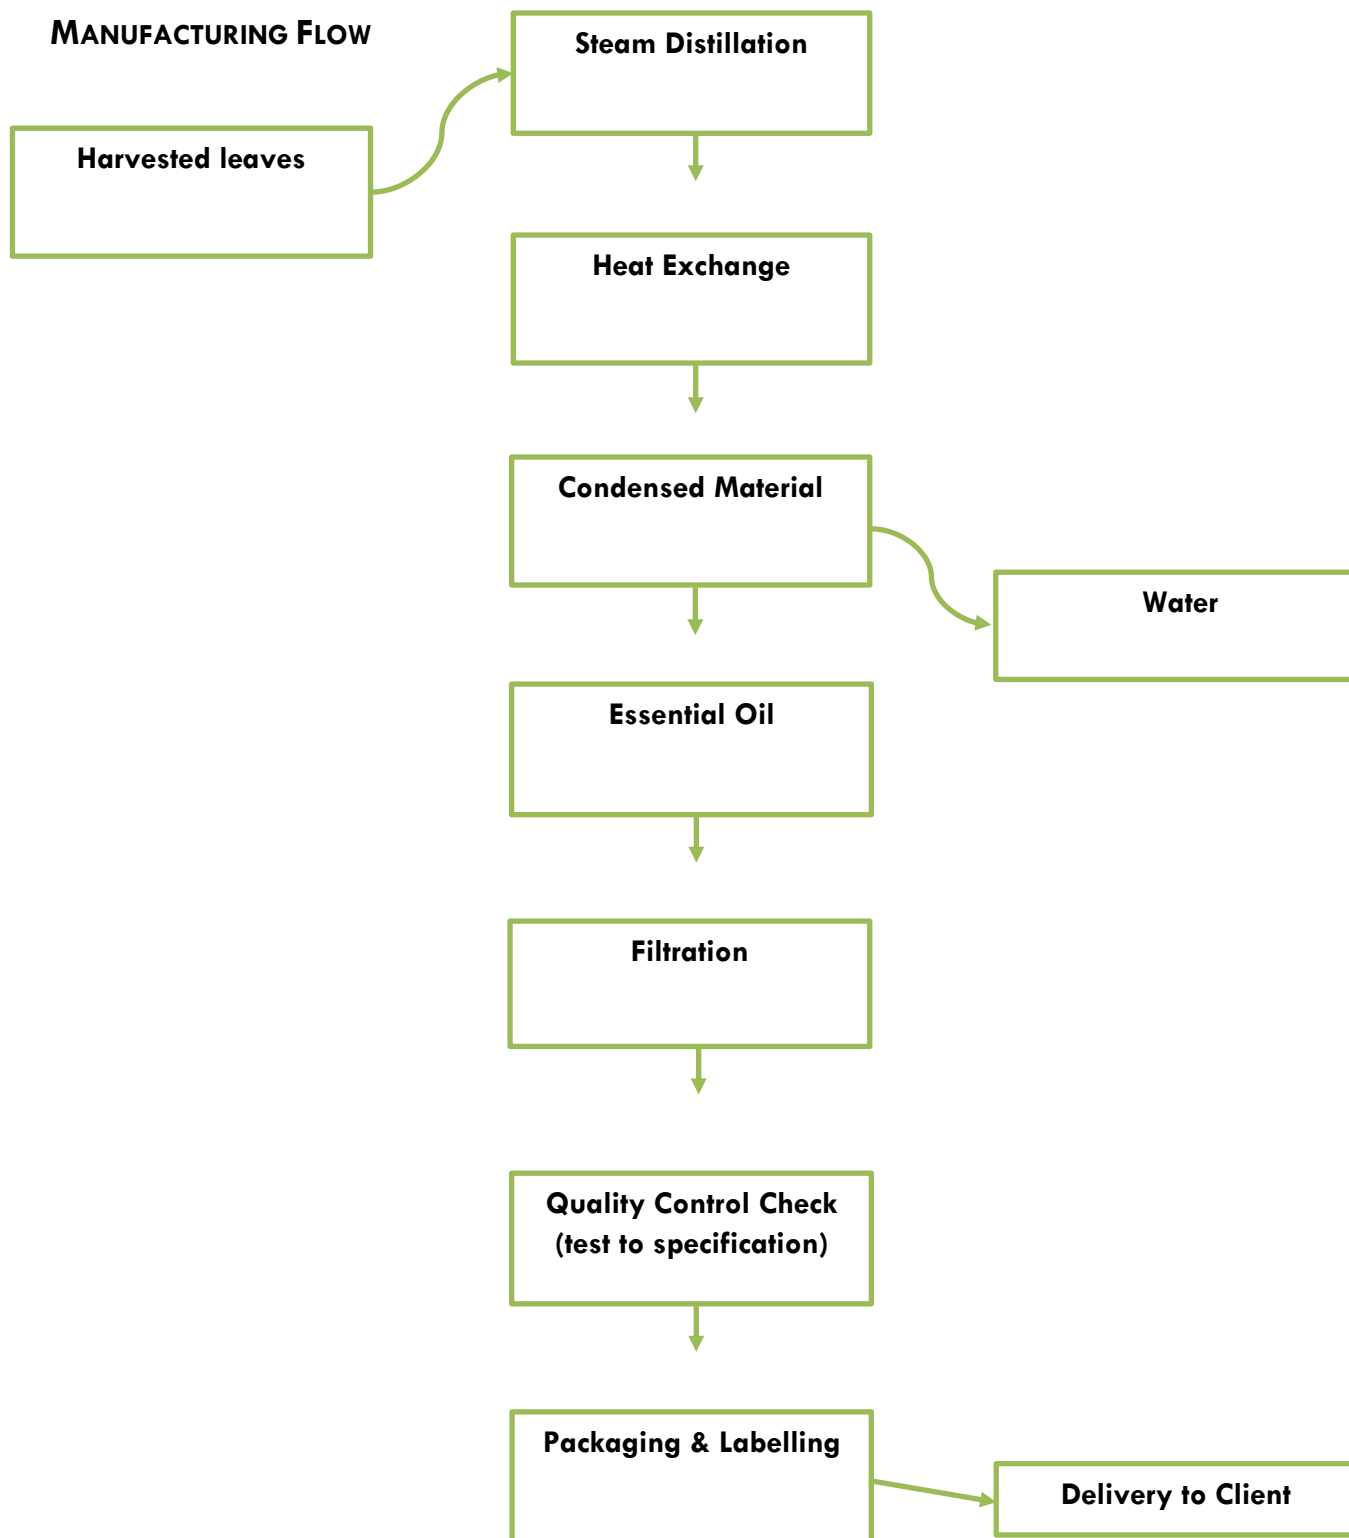 MANUFACTURING FLOW
Steam Distillation
Harvested leaves
Heat Exchange
Condensed Material
Water
Essential Oil
Filtration
Quality Control Check
(test to specification)
Packaging & Labelling
Delivery to Client